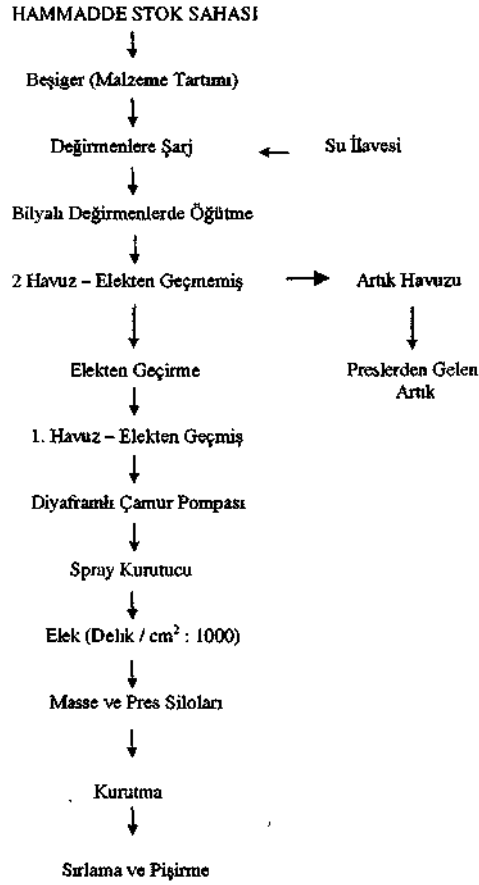 HAMMADDE STOK SAHASI
Beşiger (Malzeme Tartımı)
Değirmenlere Şarj
Su İlavesi
Bilyalı Değirmenlerde Öğütme
2 Havuz – Elekten Geçmemiş
Artık Havuzu
Elekten Geçirme
Preslerden Gelen
Artık
1. Havuz – Elekten Geçmiş
Diyaframlı Çamur Pompası
Spray Kurutucu
Elek (Delik / cm² : 1000)
Masse ve Pres Siloları
Kurutma
Sırlama ve Pişirme